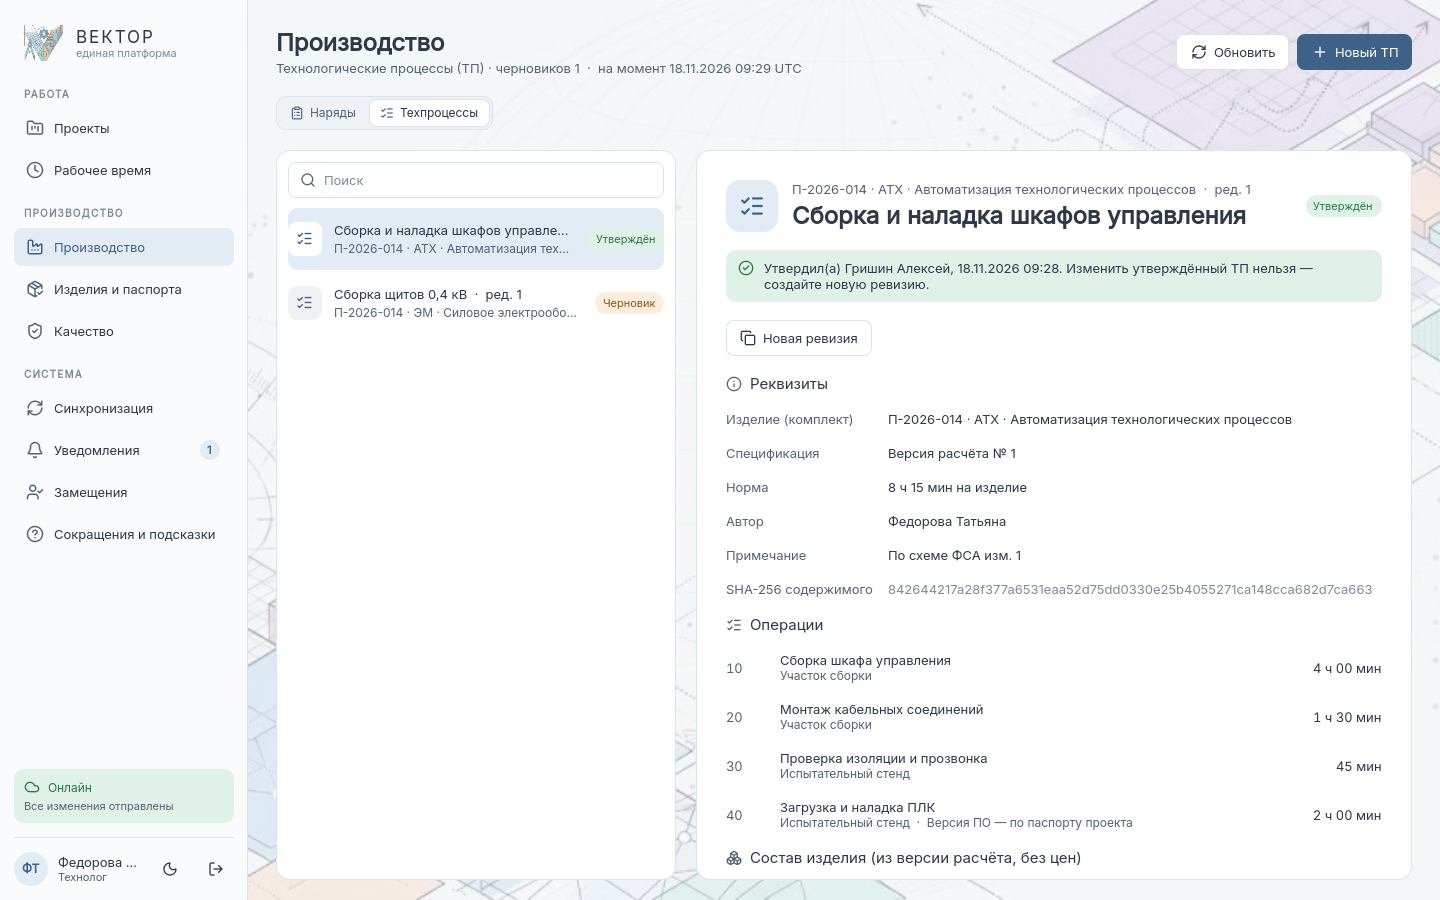 ВЕКТОР
единая платформа
РАБОТА
Проекты
Рабочее время
ПРОИЗВОДСТВО
Производство
Изделия и паспорта
Качество
СИСТЕМА
Синхронизация
Уведомления 1
Замещения
Сокращения и подсказки
Онлайн
Все изменения отправлены
ФТ
Федорова ...
Технолог
Производство
Технологические процессы (ТП) · черновиков 1 · на момент 18.11.2026 09:29 UTC
Обновить
Новый ТП
Наряды
Техпроцессы
Поиск
Сборка и наладка шкафов управле...
П-2026-014 · АТХ · Автоматизация тех...
Утверждён
Сборка щитов 0,4 кВ · ред. 1
П-2026-014 · ЭМ · Силовое электрообо...
Черновик
П-2026-014 · АТХ · Автоматизация технологических процессов · ред. 1
Сборка и наладка шкафов управления
Утверждён
Утвердил(а) Гришин Алексей, 18.11.2026 09:28. Изменить утверждённый ТП нельзя —
создайте новую ревизию.
Новая ревизия
Реквизиты
Изделие (комплект) П-2026-014 · АТХ · Автоматизация технологических процессов
Спецификация Версия расчёта № 1
Норма 8 ч 15 мин на изделие
Автор Федорова Татьяна
Примечание По схеме ФСА изм. 1
SHA-256 содержимого 842644217a28f377a6531eaa52d75dd0330e25b4055271ca148cca682d7ca663
Операции
10 Сборка шкафа управления 4 ч 00 мин
Участок сборки
20 Монтаж кабельных соединений 1 ч 30 мин
Участок сборки
30 Проверка изоляции и прозвонка 45 мин
Испытательный стенд
40 Загрузка и наладка ПЛК 2 ч 00 мин
Испытательный стенд · Версия ПО — по паспорту проекта
Состав изделия (из версии расчёта, без цен)